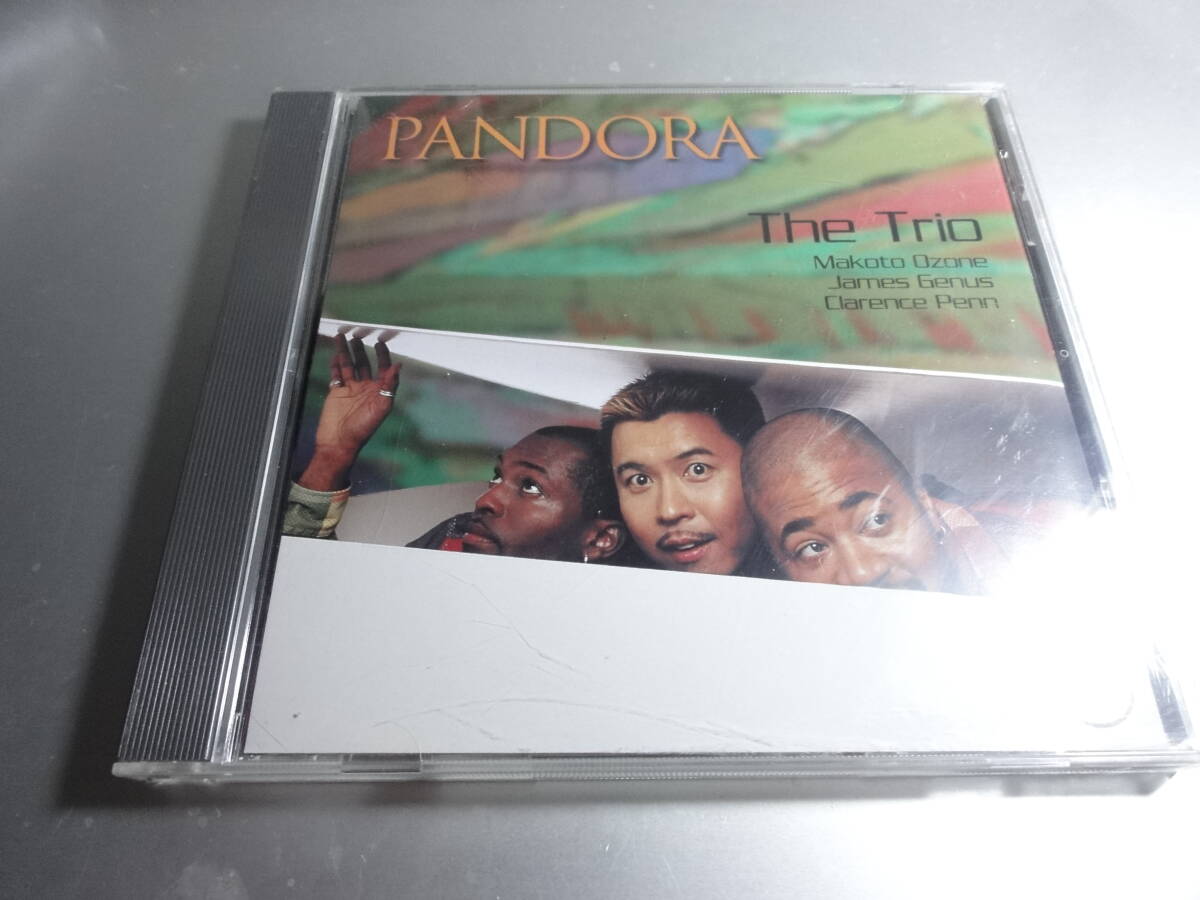 PANDORA
The Trio
Makoto Ozone
James Genus
Clarence Penn